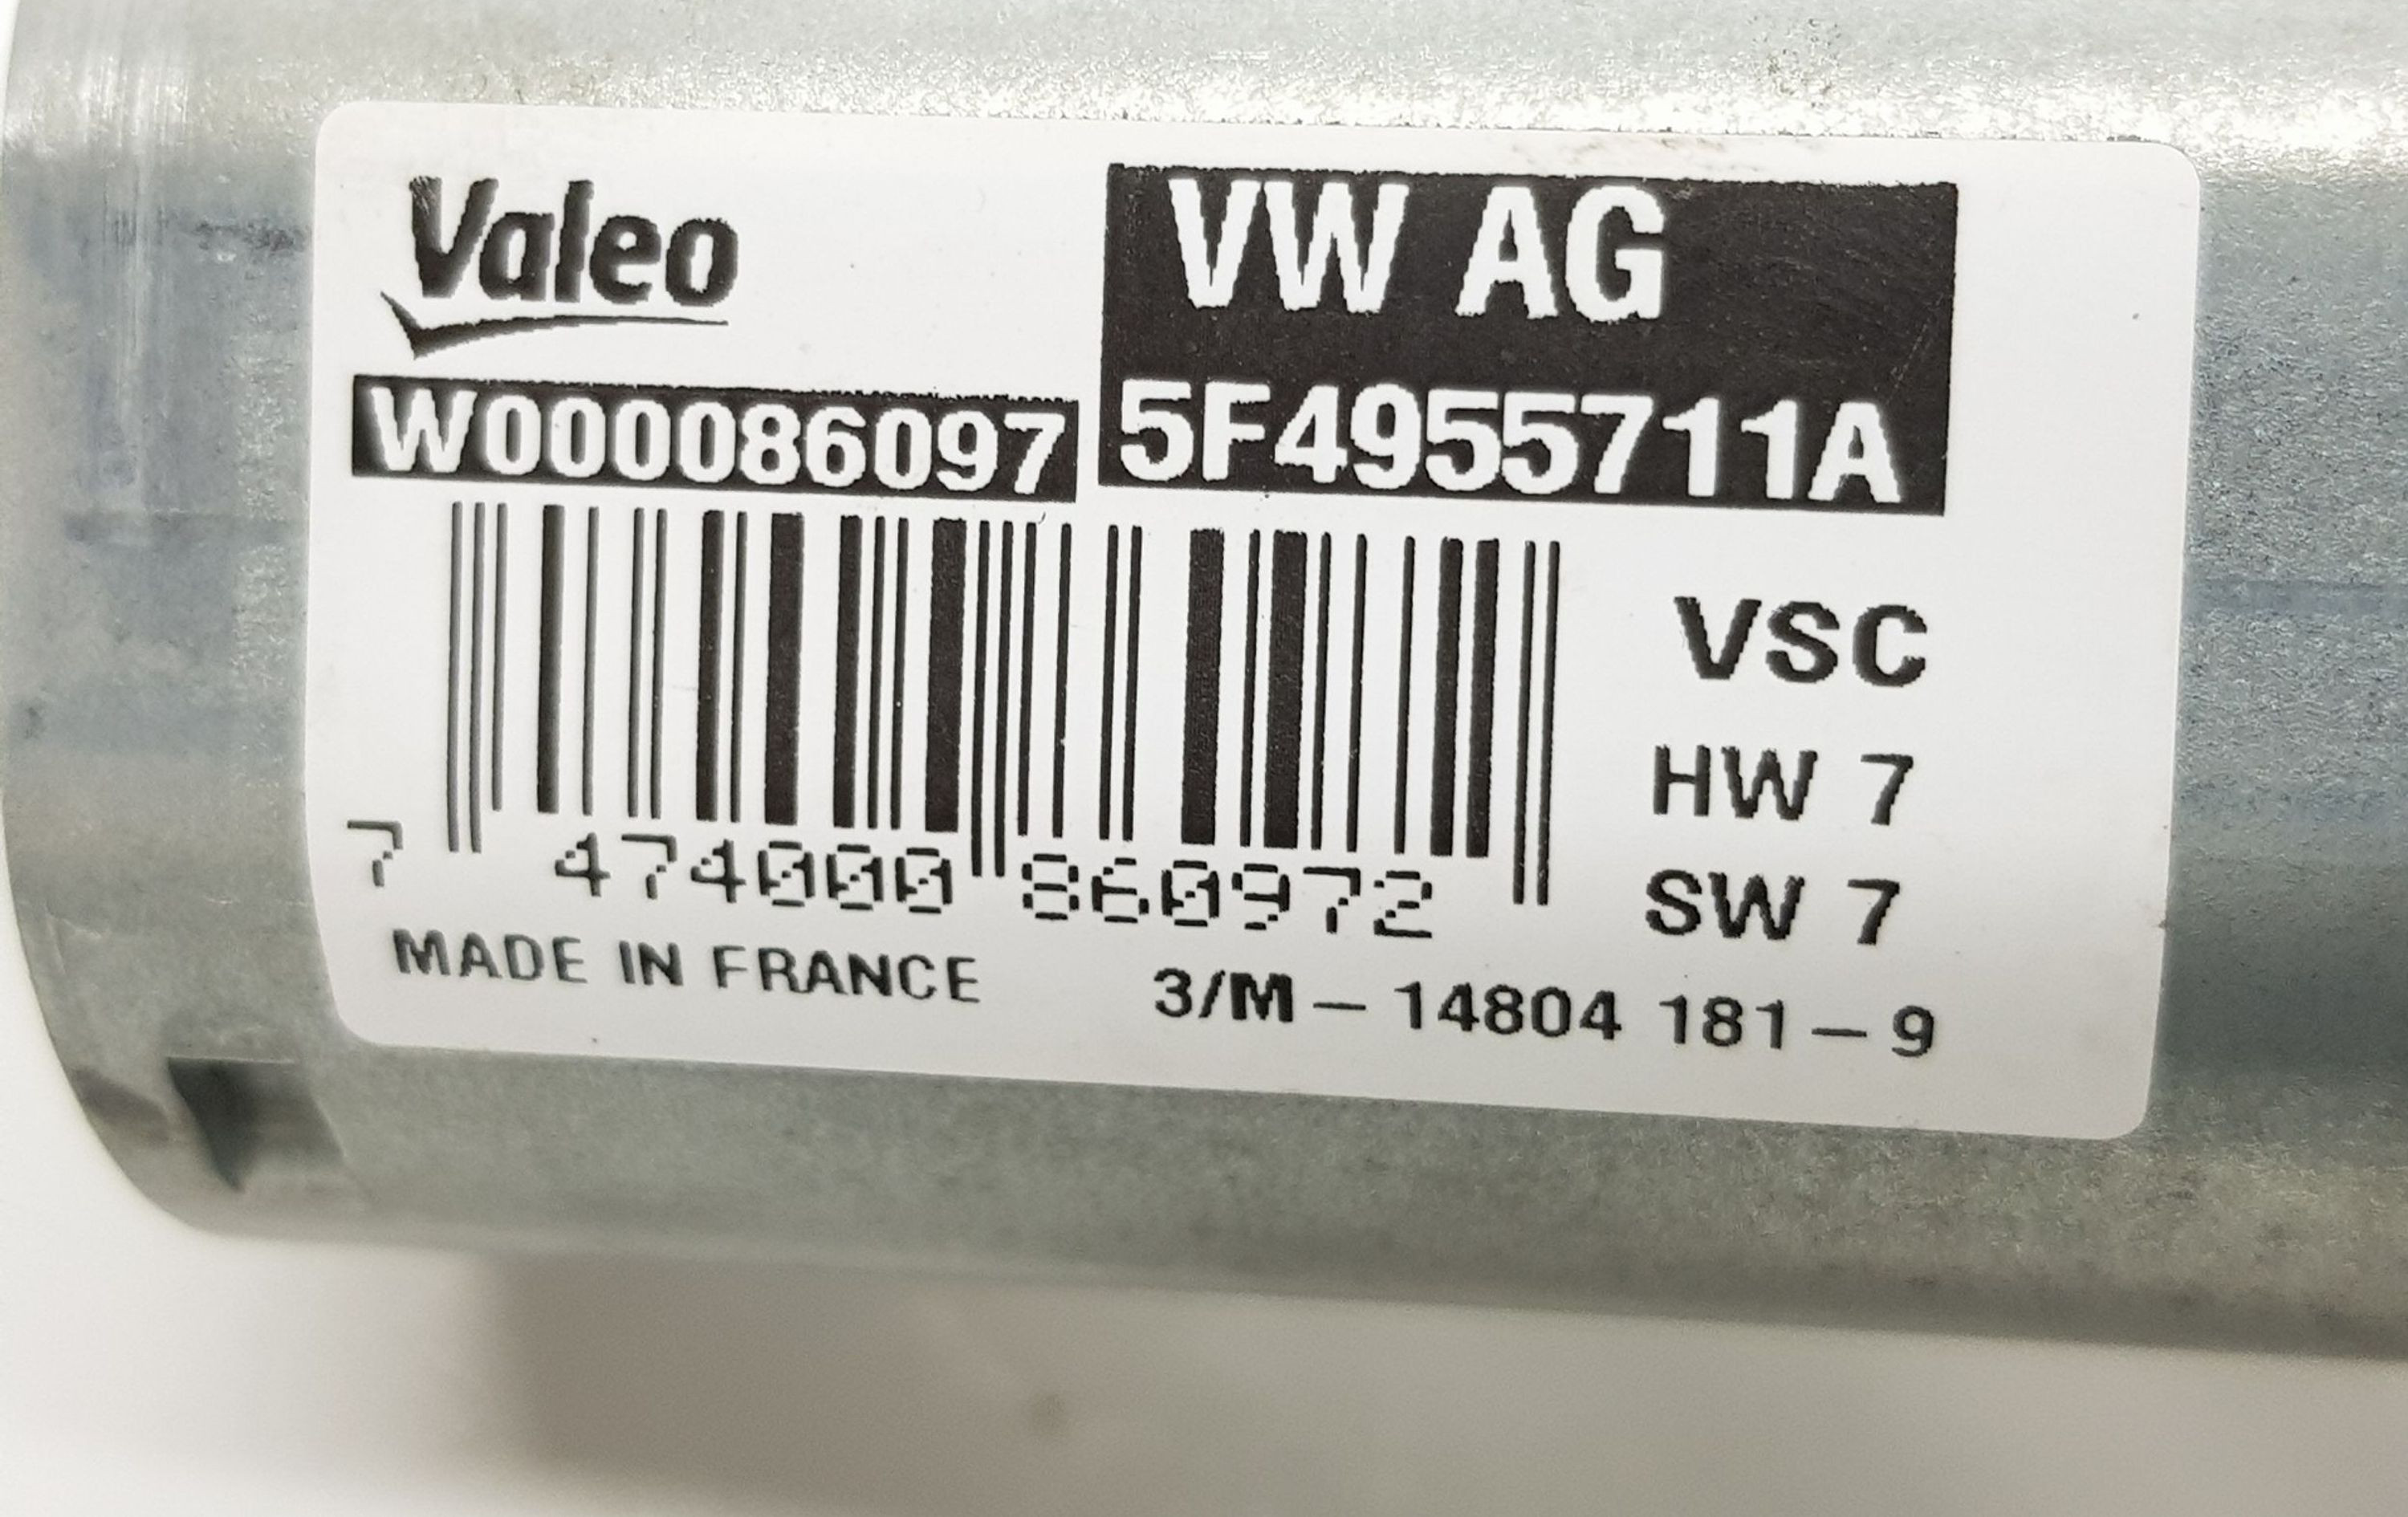 Valeo
VW AG
W000086097
5F4955711A
VSC
HW 7
SW 7
7 474000 860972
MADE IN FRANCE
3/M – 14804 181 – 9